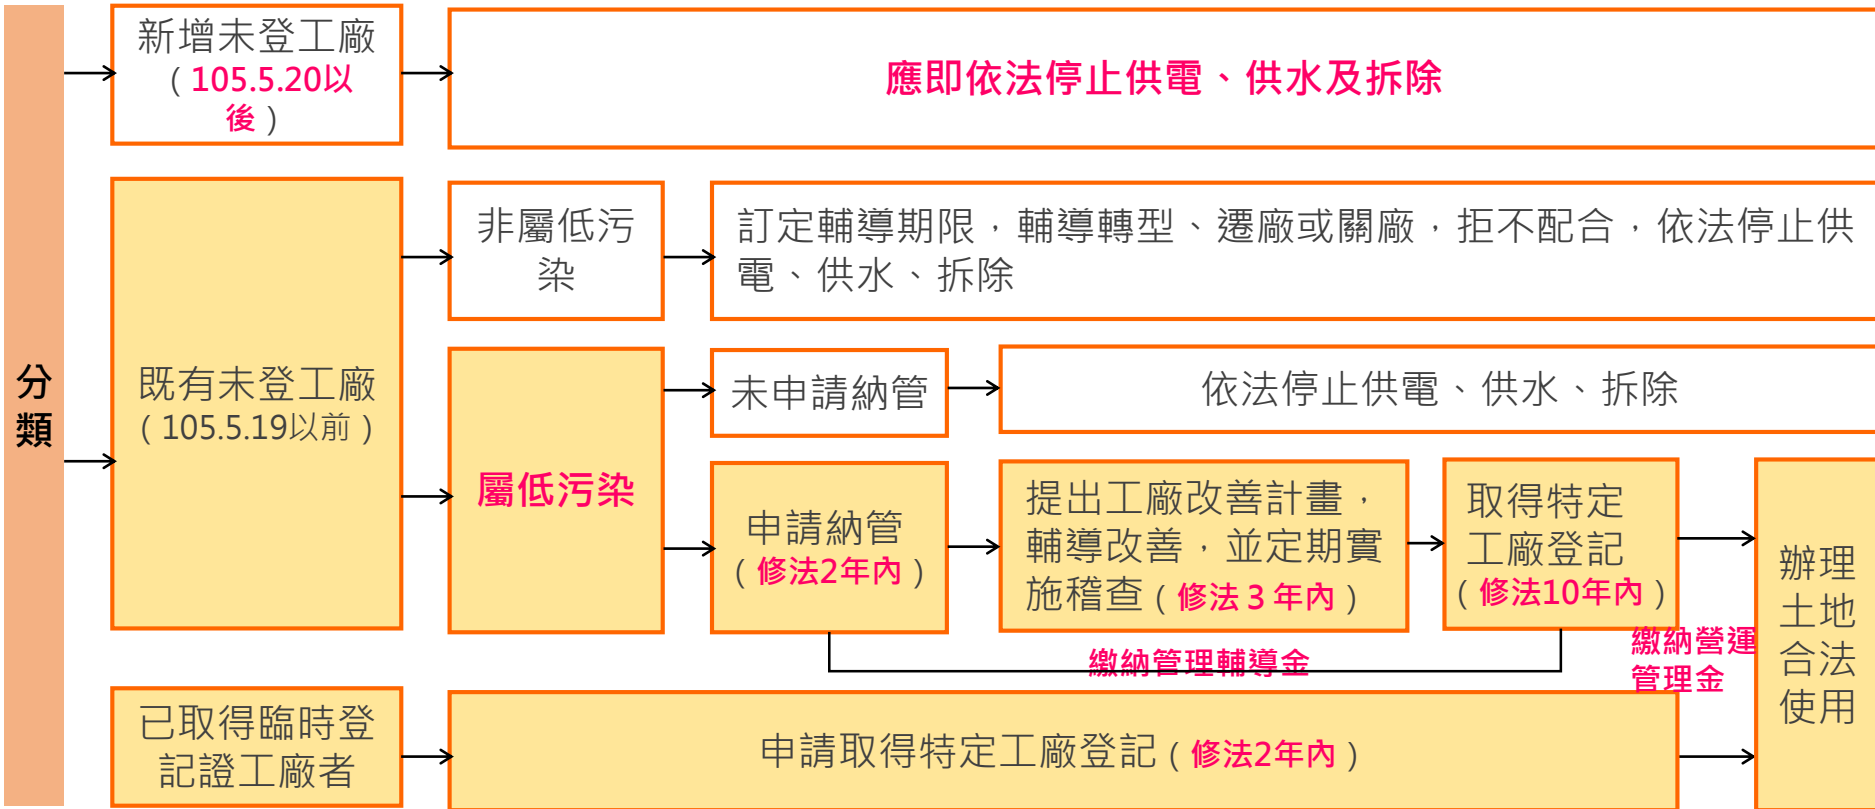 分
類
新增未登工廠
(105.5.20以
後)
應即依法停止供電、供水及拆除
既有未登工廠
(105.5.19以前)
非屬低污
染
訂定輔導期限，輔導轉型、遷廠或關廠，拒不配合，依法停止供
電、供水、拆除
屬低污染
未申請納管
依法停止供電、供水、拆除
申請納管
(修法2年內)
提出工廠改善計畫，
輔導改善，並定期實
施稽查(修法3年內)
取得特定
工廠登記
(修法10年內)
繳納管理輔導金
繳納營運
管理金
辦理
土地
合法
使用
已取得臨時登
記證工廠者
申請取得特定工廠登記(修法2年內)